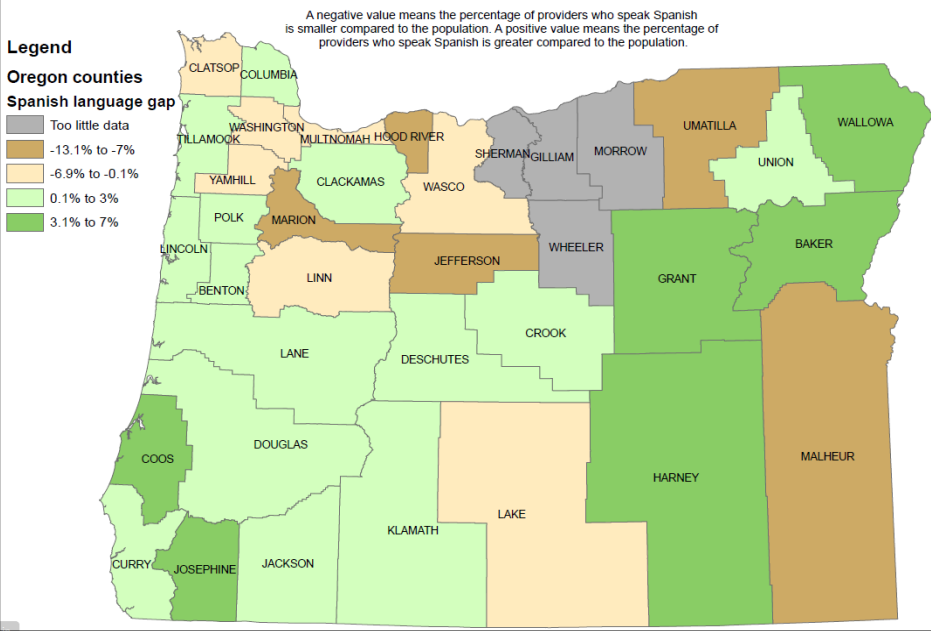 A negative value means the percentage of providers who speak Spanish
is smaller compared to the population. A positive value means the percentage of
providers who speak Spanish is greater compared to the population.
Legend
Oregon counties
Spanish language gap
Too little data
-13.1% to -7%
-6.9% to -0.1%
0.1% to 3%
3.1% to 7%
CLATSOP
COLUMBIA
TILLAMOOK
WASHINGTON
MULTNOMAH
HOOD RIVER
SHERMAN
GILLIAM
MORROW
UMATILLA
UNION
WALLOWA
YAMHILL
CLACKAMAS
WASCO
POLK
MARION
LINCOLN
BENTON
LINN
JEFFERSON
WHEELER
GRANT
BAKER
LANE
DESCHUTES
CROOK
COOS
DOUGLAS
HARNEY
MALHEUR
LAKE
KLAMATH
CURRY
JOSEPHINE
JACKSON